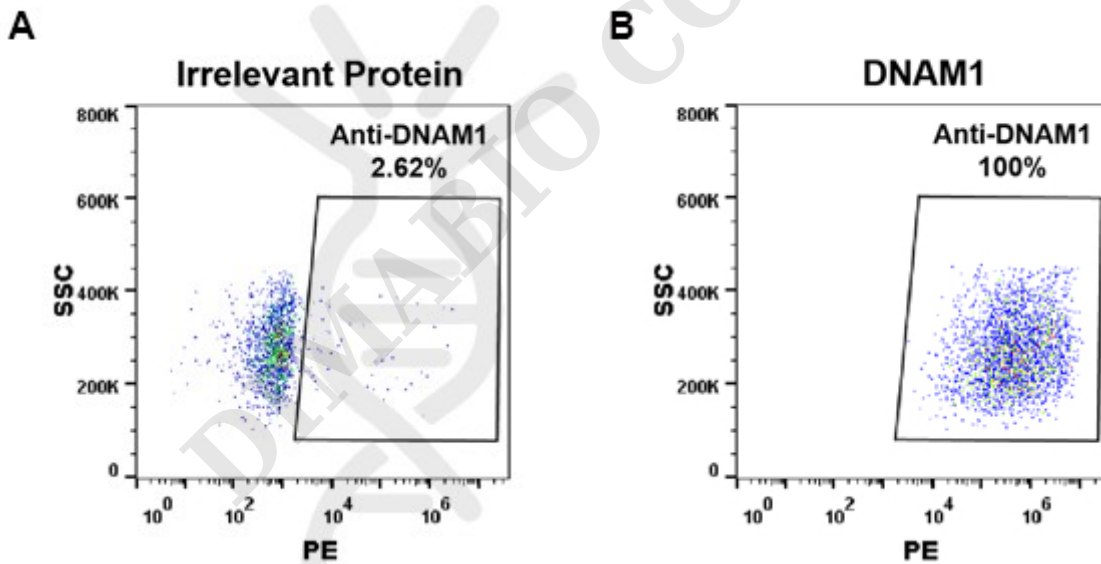 A
B
Irrelevant Protein
DNAM1
800K
600K
400K
200K
0
SSC
Anti-DNAM1
2.62%
10^0
10^2
10^4
10^6
PE
800K
600K
400K
200K
0
SSC
Anti-DNAM1
100%
10^0
10^2
10^4
10^6
PE
DIMABIO CO